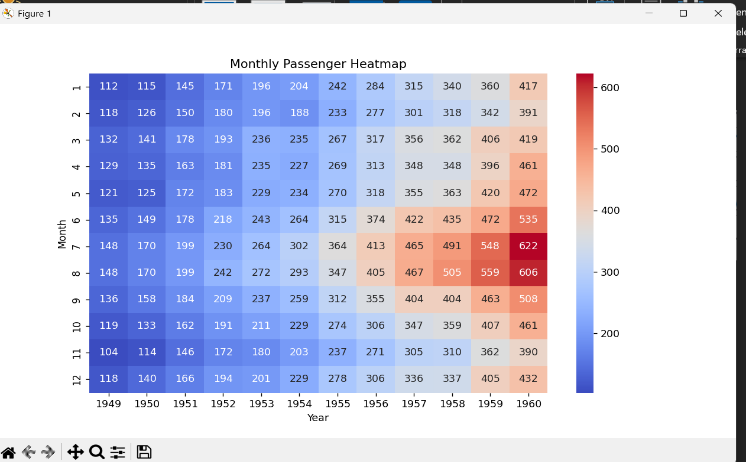 Figure 1
Monthly Passenger Heatmap
1 112 115 145 171 196 204 242 284 315 340 360 417
2 118 126 150 180 196 188 233 277 301 318 342 391
3 132 141 178 193 236 235 267 317 356 362 406 419
4 129 135 163 181 235 227 269 313 348 348 396 461
5 121 125 172 183 229 234 270 318 355 363 420 472
6 135 149 178 218 243 264 315 374 422 435 472 535
7 148 170 199 230 264 302 364 413 465 491 548 622
8 148 170 199 242 272 293 347 405 467 505 559 606
9 136 158 184 209 237 259 312 355 404 404 463 508
10 119 133 162 191 211 229 274 306 347 359 407 461
11 104 114 146 172 180 203 237 271 305 310 362 390
12 118 140 166 194 201 229 278 306 336 337 405 432
1949 1950 1951 1952 1953 1954 1955 1956 1957 1958 1959 1960
Year
Month
600
500
400
300
200